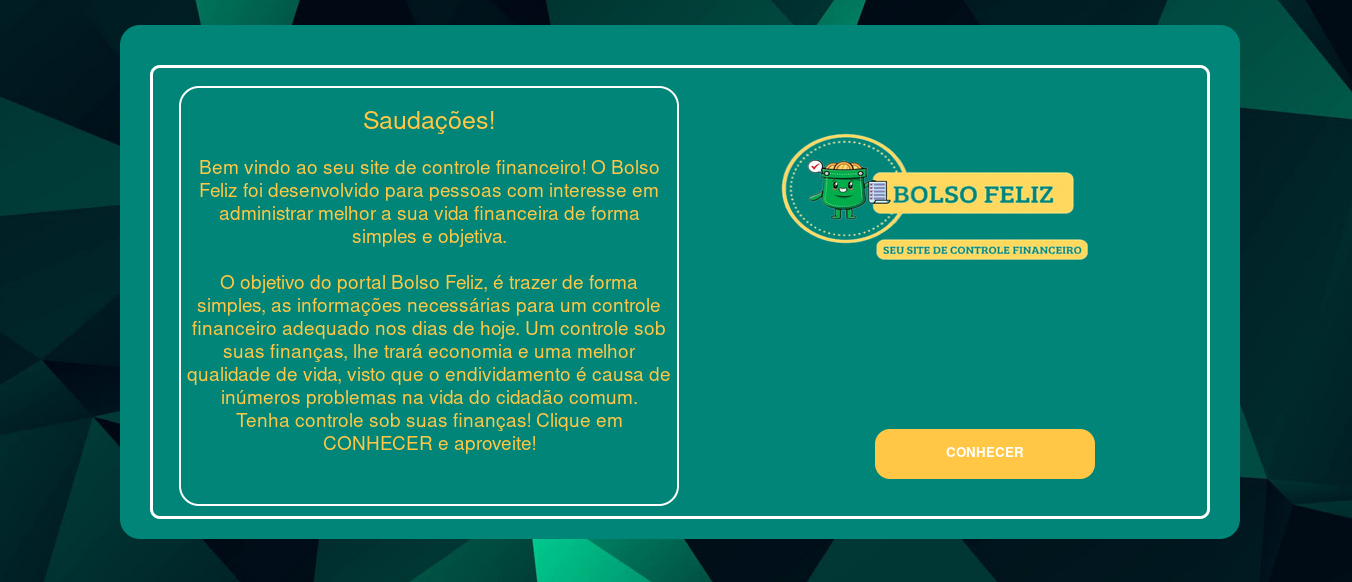 Saudações!
Bem vindo ao seu site de controle financeiro! O Bolso
Feliz foi desenvolvido para pessoas com interesse em
administrar melhor a sua vida financeira de forma
simples e objetiva.
O objetivo do portal Bolso Feliz, é trazer de forma
simples, as informações necessárias para um controle
financeiro adequado nos dias de hoje. Um controle sob
suas finanças, lhe trará economia e uma melhor
qualidade de vida, visto que o endividamento é causa de
inúmeros problemas na vida do cidadão comum.
Tenha controle sob suas finanças! Clique em
CONHECER e aproveite!
BOLSO FELIZ
SEU SITE DE CONTROLE FINANCEIRO
CONHECER